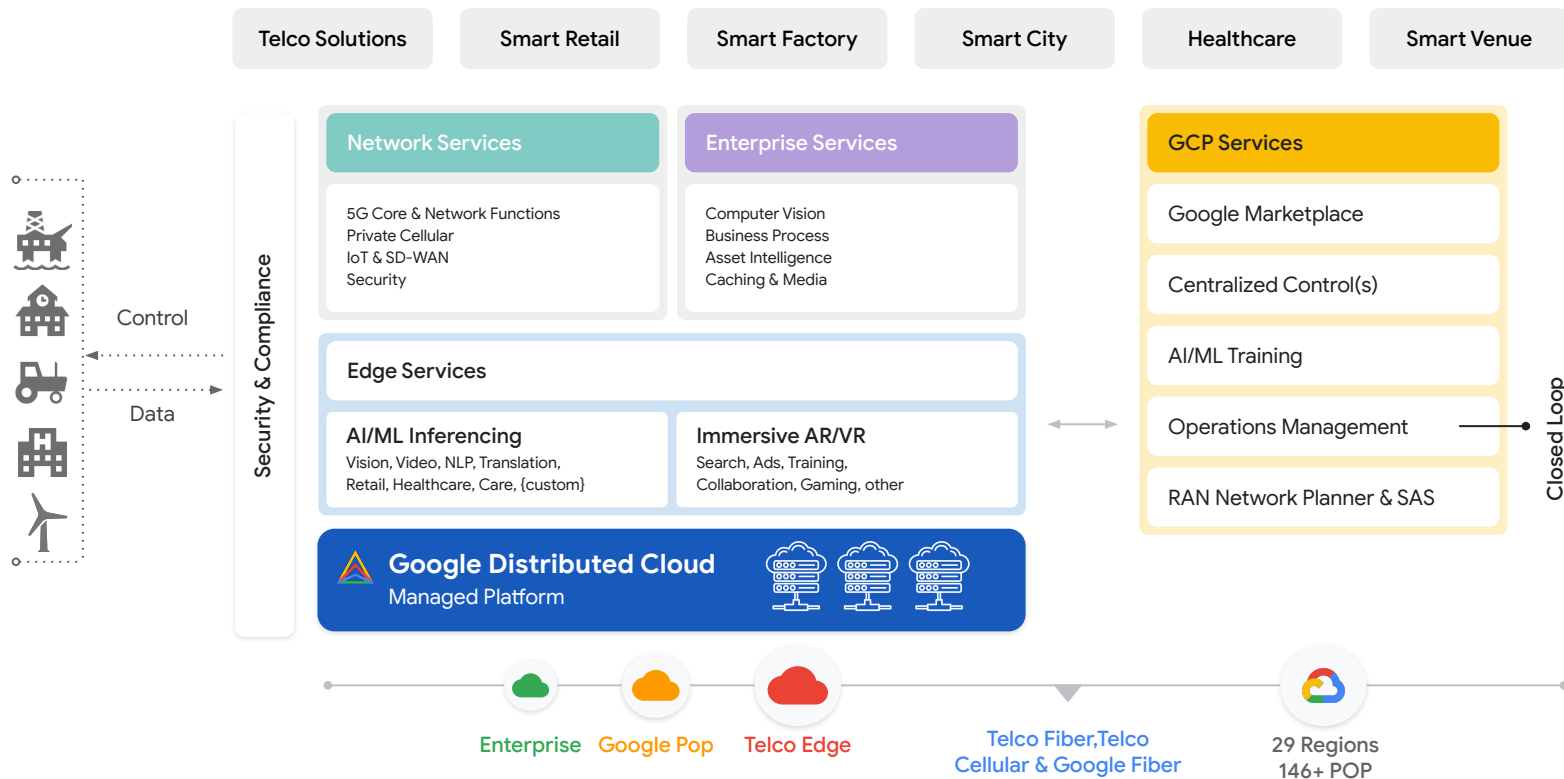 Telco Solutions
Smart Retail
Smart Factory
Smart City
Healthcare
Smart Venue
Control
Data
Security & Compliance
Network Services
5G Core & Network Functions
Private Cellular
IoT & SD-WAN
Security
Enterprise Services
Computer Vision
Business Process
Asset Intelligence
Caching & Media
Edge Services
AI/ML Inferencing
Vision, Video, NLP, Translation,
Retail, Healthcare, Care, {custom}
Immersive AR/VR
Search, Ads, Training,
Collaboration, Gaming, other
Google Distributed Cloud
Managed Platform
GCP Services
Google Marketplace
Centralized Control(s)
AI/ML Training
Operations Management
RAN Network Planner & SAS
Closed Loop
Enterprise
Google Pop
Telco Edge
Telco Fiber,Telco
Cellular & Google Fiber
29 Regions
146+ POP
H